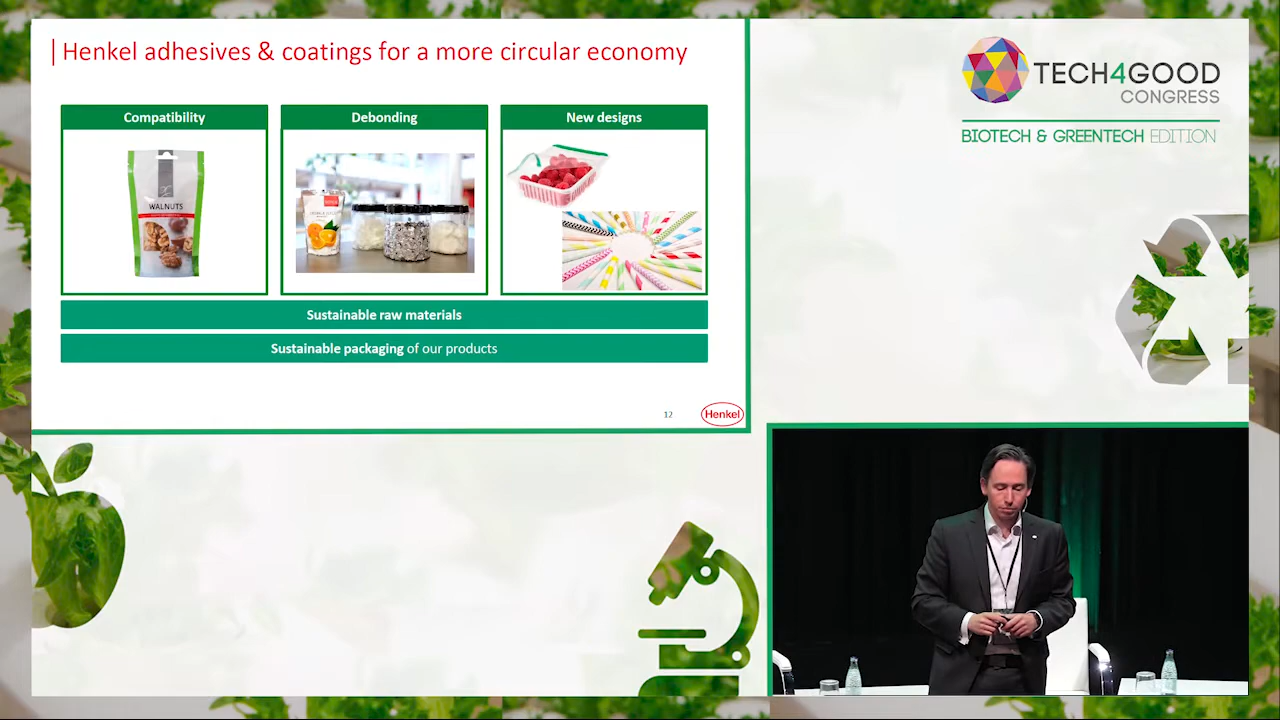 Henkel adhesives & coatings for a more circular economy
Compatibility
Debonding
New designs
WALNUTS
Sustainable raw materials
Sustainable packaging of our products
12
Henkel
TECH4GOOD
CONGRESS
BIOTECH & GREENTECH EDITION